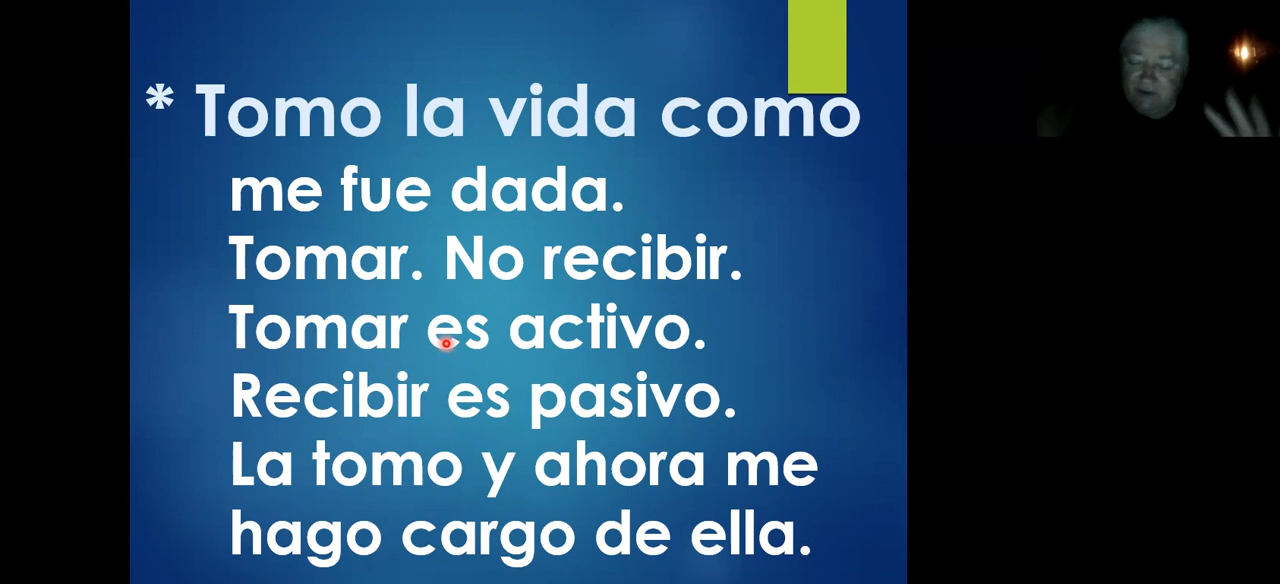 * Tomo la vida como
me fue dada.
Tomar. No recibir.
Tomar es activo.
Recibir es pasivo.
La tomo y ahora me
hago cargo de ella.